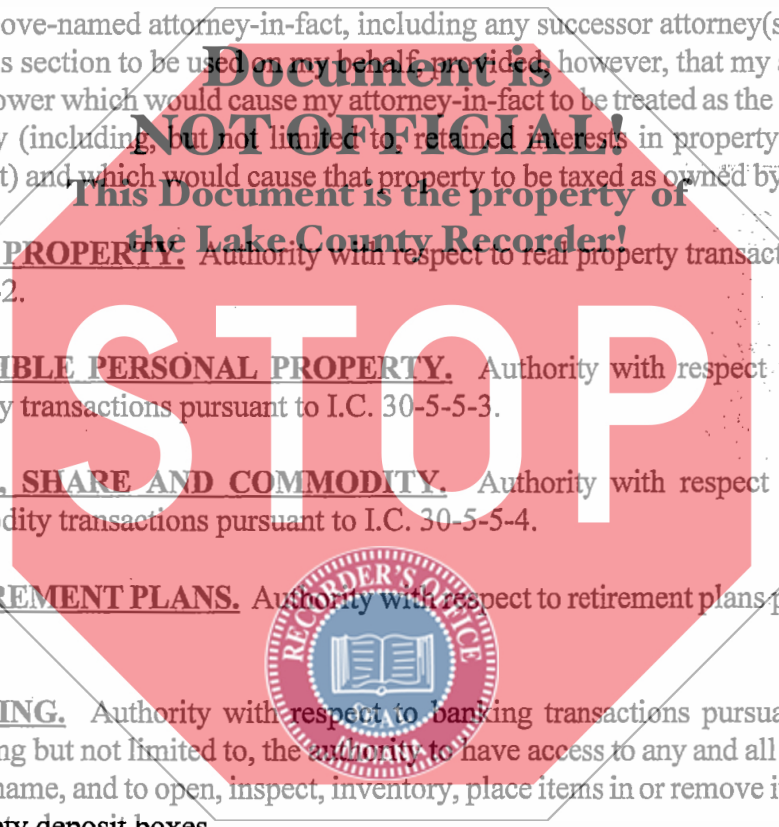 ove-named attorney-in-fact, including any successor attorney(s
s section to be used on my behalf, provided, however, that my
Document is
ower which would cause my attorney-in-fact to be treated as the
y (including, but not limited to, retained interests in property
NOT OFFICIAL!
t) and which would cause that property to be taxed as owned by
This Document is the property of
the Lake County Recorder!
PROPERTY. Authority with respect to real property transact
-2.
STOP
IBLE PERSONAL PROPERTY. Authority with respect
y transactions pursuant to I.C. 30-5-5-3.
, SHARE AND COMMODITY. Authority with respect
dity transactions pursuant to I.C. 30-5-5-4.
REMENT PLANS. Authority with respect to retirement plans p
RECORDER'S OFFICE
ING. Authority with respect to banking transactions pursua
ng but not limited to, the authority to have access to any and all
name, and to open, inspect, inventory, place items in or remove i
deposit boxes